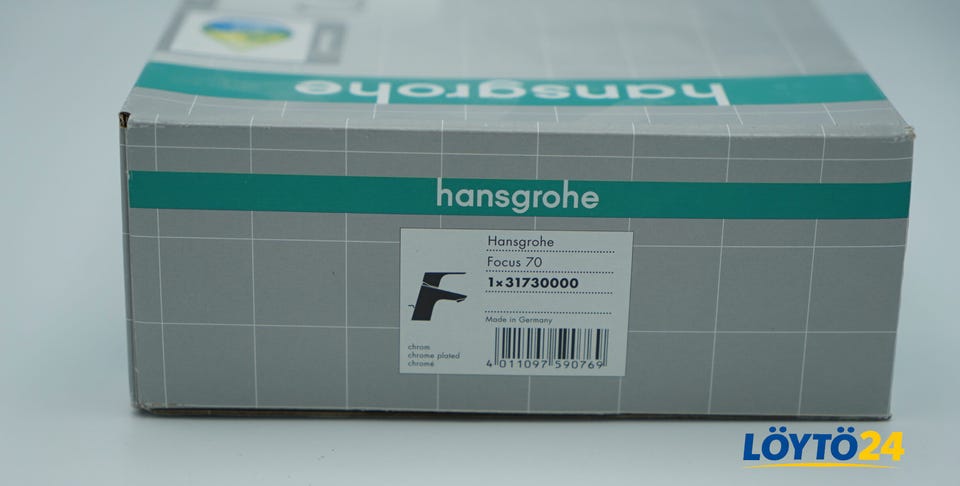 hansgrohe
hansgrohe
Hansgrohe
Focus 70
1x31730000
Made in Germany
chrom
chrome plated
chromé
4 011097 590769
LÖYTÖ24